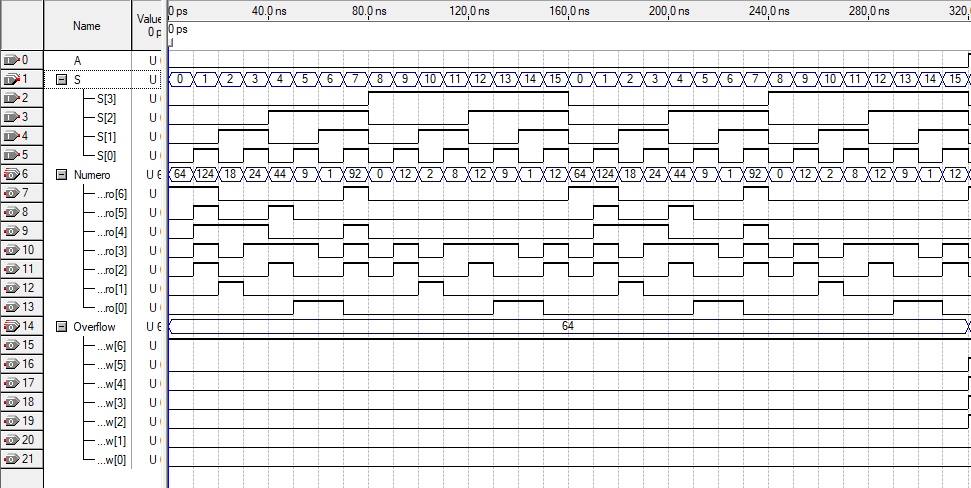 Name Value 0 p 0 ps 40.0 ns 80.0 ns 120.0 ns 160.0 ns 200.0 ns 240.0 ns 280.0 ns 320.
0 ps
0 A U
1 S U 0 1 2 3 4 5 6 7 8 9 10 11 12 13 14 15 0 1 2 3 4 5 6 7 8 9 10 11 12 13 14 15
2 S[3] U
3 S[2] U
4 S[1] U
5 S[0] U
6 Numero U 6 64 124 18 24 44 9 1 92 0 12 2 8 12 9 1 12 64 124 18 24 44 9 1 92 0 12 2 8 12 9 1 12
7 ...ro[6] U
8 ...ro[5] U
9 ...ro[4] U
10 ...ro[3] U
11 ...ro[2] U
12 ...ro[1] U
13 ...ro[0] U
14 Overflow U 6 64
15 ...w[6] U
16 ...w[5] U
17 ...w[4] U
18 ...w[3] U
19 ...w[2] U
20 ...w[1] U
21 ...w[0] U